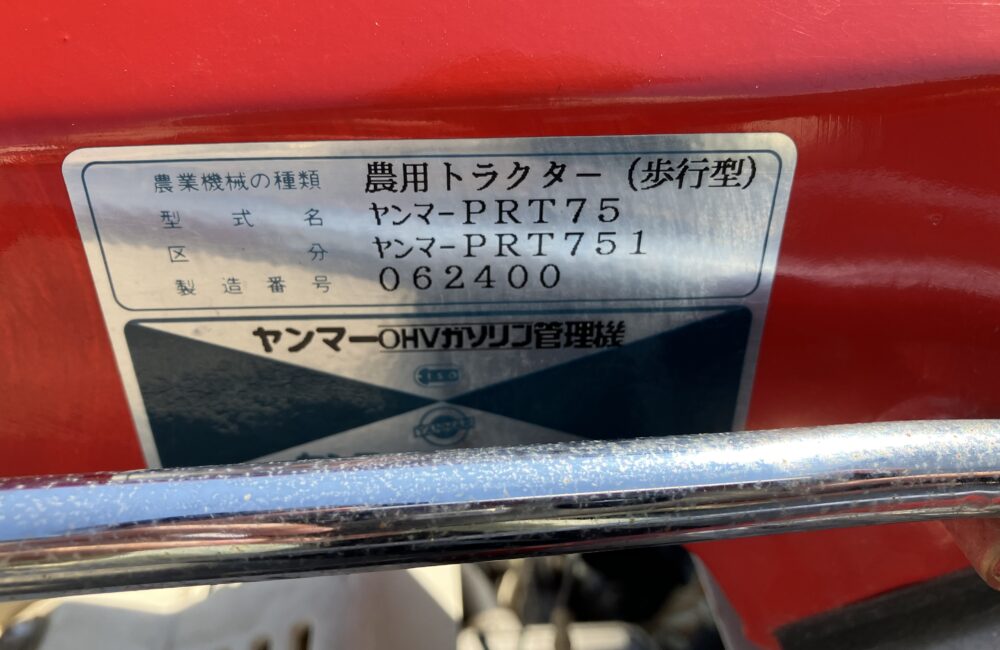 農業機械の種類 農用トラクター (歩行型)
型式名 ヤンマーPRT75
区分 ヤンマーPRT751
製造番号 062400
ヤンマーOHVガソリン管理機